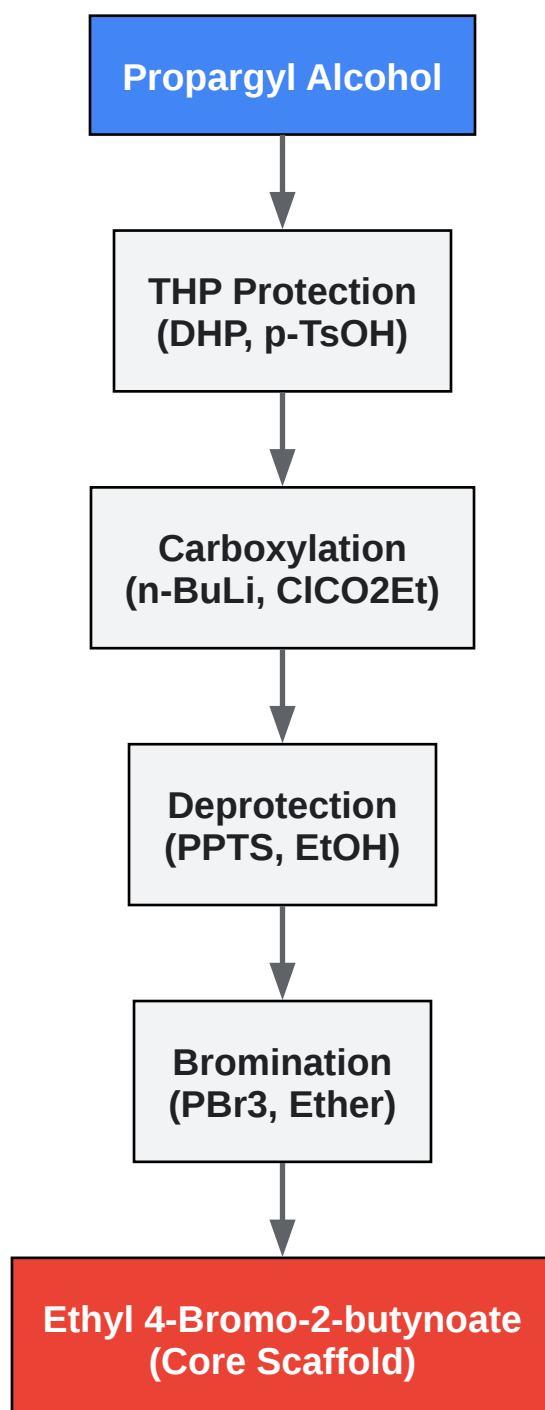 Propargyl Alcohol
THP Protection
(DHP, p-TsOH)
Carboxylation
(n-BuLi, ClCO2Et)
Deprotection
(PPTS, EtOH)
Bromination
(PBr3, Ether)
Ethyl 4-Bromo-2-butynoate
(Core Scaffold)